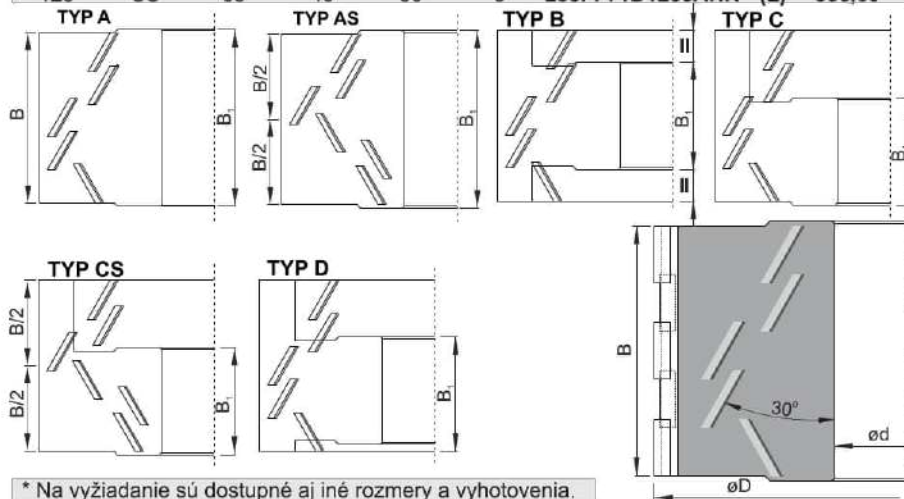 TYP A
TYP AS
TYP B
TYP C
B
B₁
B/2
B/2
B₁
II
B₁
II
B₁
TYP CS
TYP D
B/2
B/2
B₁
B₁
B
30°
ød
øD
* Na vyžiadanie sú dostupné aj iné rozmery a vyhotovenia.